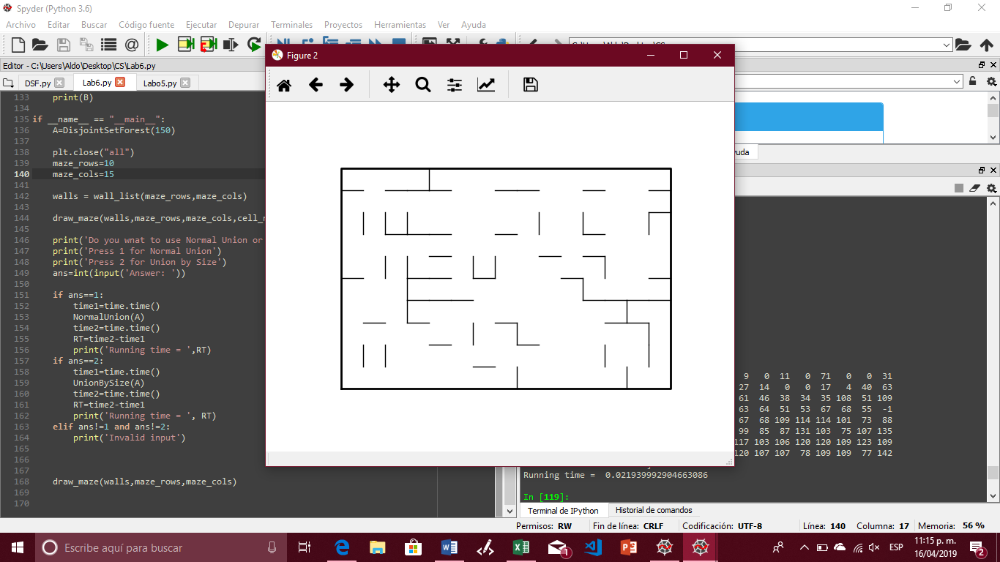 Spyder (Python 3.6)
Archivo Editar Buscar Código fuente Ejecutar Depurar Terminales Proyectos Herramientas Ver Ayuda
Editor - C:\Users\Aldo\Desktop\CS\Lab6.py
DSF.py Lab6.py Labo5.py
Figure 2
133 print(B)
134
135 if __name__ == "__main__":
136 A=DisjointSetForest(150)
137
138 plt.close("all")
139 maze_rows=10
140 maze_cols=15
141
142 walls = wall_list(maze_rows,maze_cols)
143
144 draw_maze(walls,maze_rows,maze_cols,cell_
145
146 print('Do you wnat to use Normal Union or
147 print('Press 1 for Normal Union')
148 print('Press 2 for Union by Size')
149 ans=int(input('Answer: '))
150
151 if ans==1:
152 time1=time.time()
153 NormalUnion(A)
154 time2=time.time()
155 RT=time2-time1
156 print('Running time = ',RT)
157 if ans==2:
158 time1=time.time()
159 UnionBySize(A)
160 time2=time.time()
161 RT=time2-time1
162 print('Running time = ', RT)
163 elif ans!=1 and ans!=2:
164 print('Invalid input')
165
166
167
168 draw_maze(walls,maze_rows,maze_cols)
169
170
yuda
9 0 11 0 71 0 0 31
27 14 0 0 17 4 40 63
61 46 38 34 35 108 51 109
63 64 51 53 67 68 55 -1
67 68 109 114 114 101 73 88
99 85 87 131 103 75 107 135
117 103 106 120 120 109 123 109
120 107 107 78 109 109 77 142
Running time = 0.021939992904663086
In [119]:
Terminal de IPython Historial de comandos
Permisos: RW Fin de línea: CRLF Codificación: UTF-8 Línea: 140 Columna: 17 Memoria: 56 %
Escribe aquí para buscar
1
ESP
11:15 p. m.
16/04/2019
2